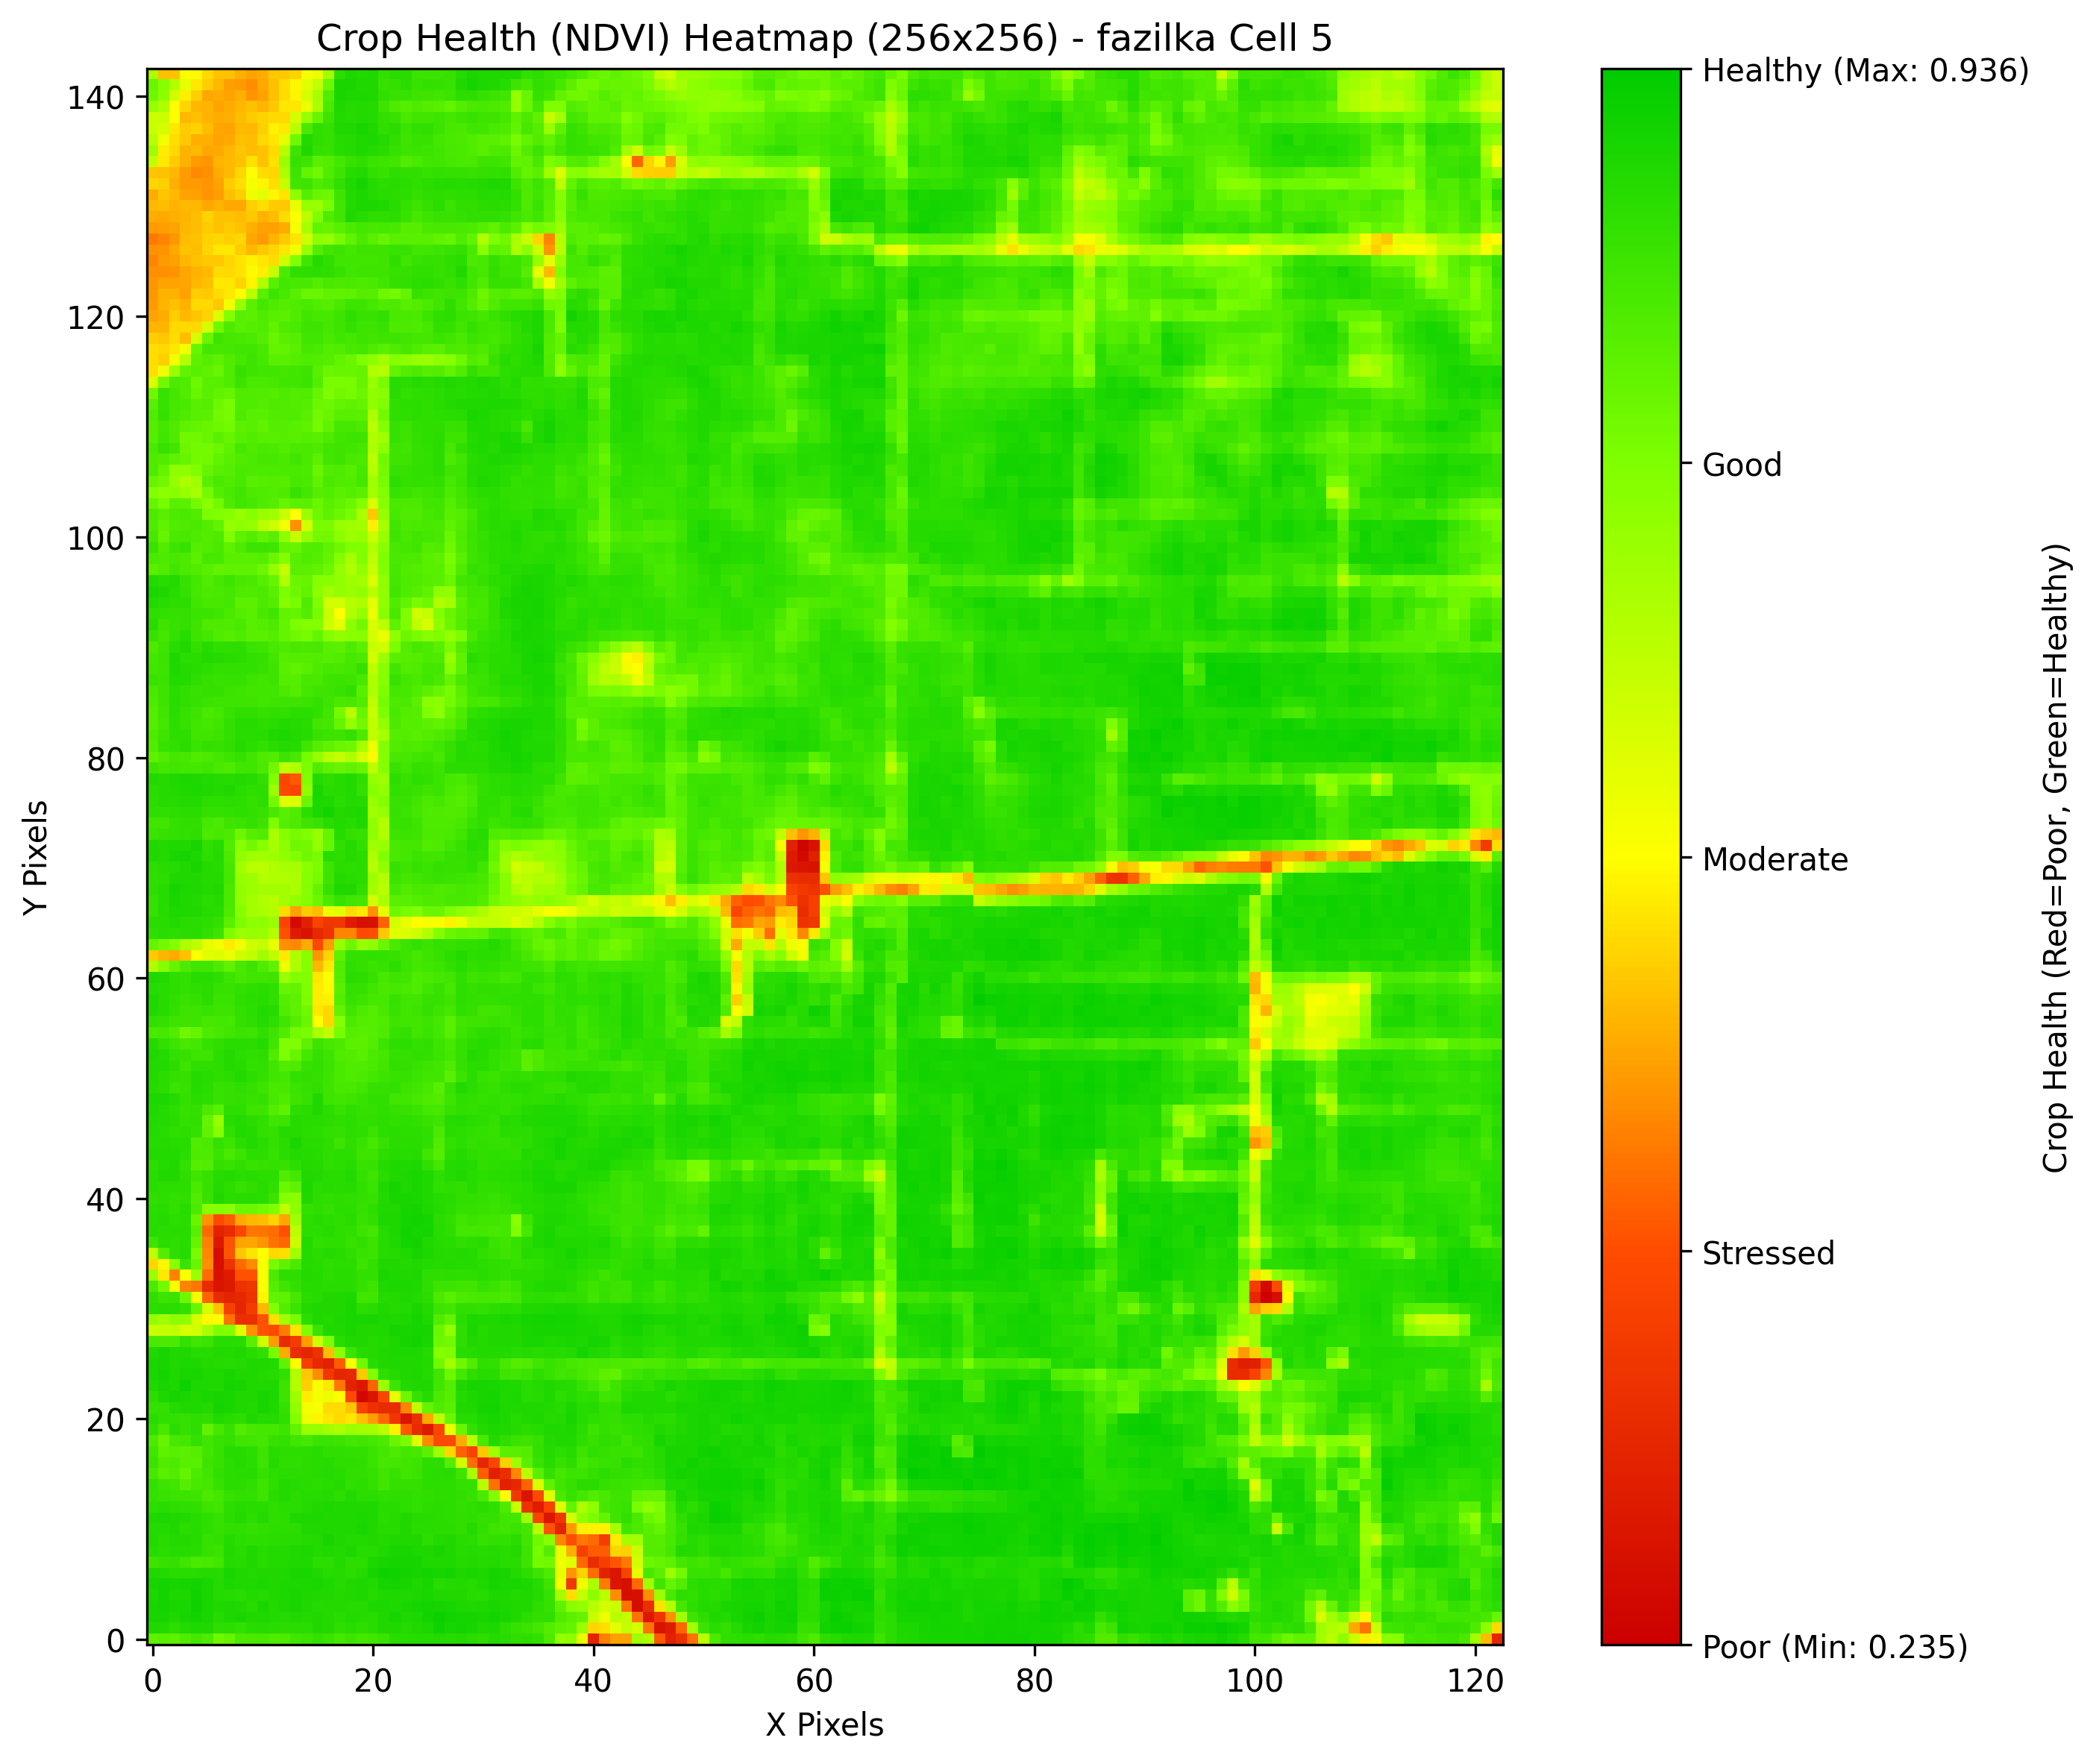 Crop Health (NDVI) Heatmap (256x256) - fazilka Cell 5
140
120
100
80
60
40
20
0
Y Pixels
0 20 40 60 80 100 120
X Pixels
Healthy (Max: 0.936)
Good
Moderate
Stressed
Poor (Min: 0.235)
Crop Health (Red=Poor, Green=Healthy)